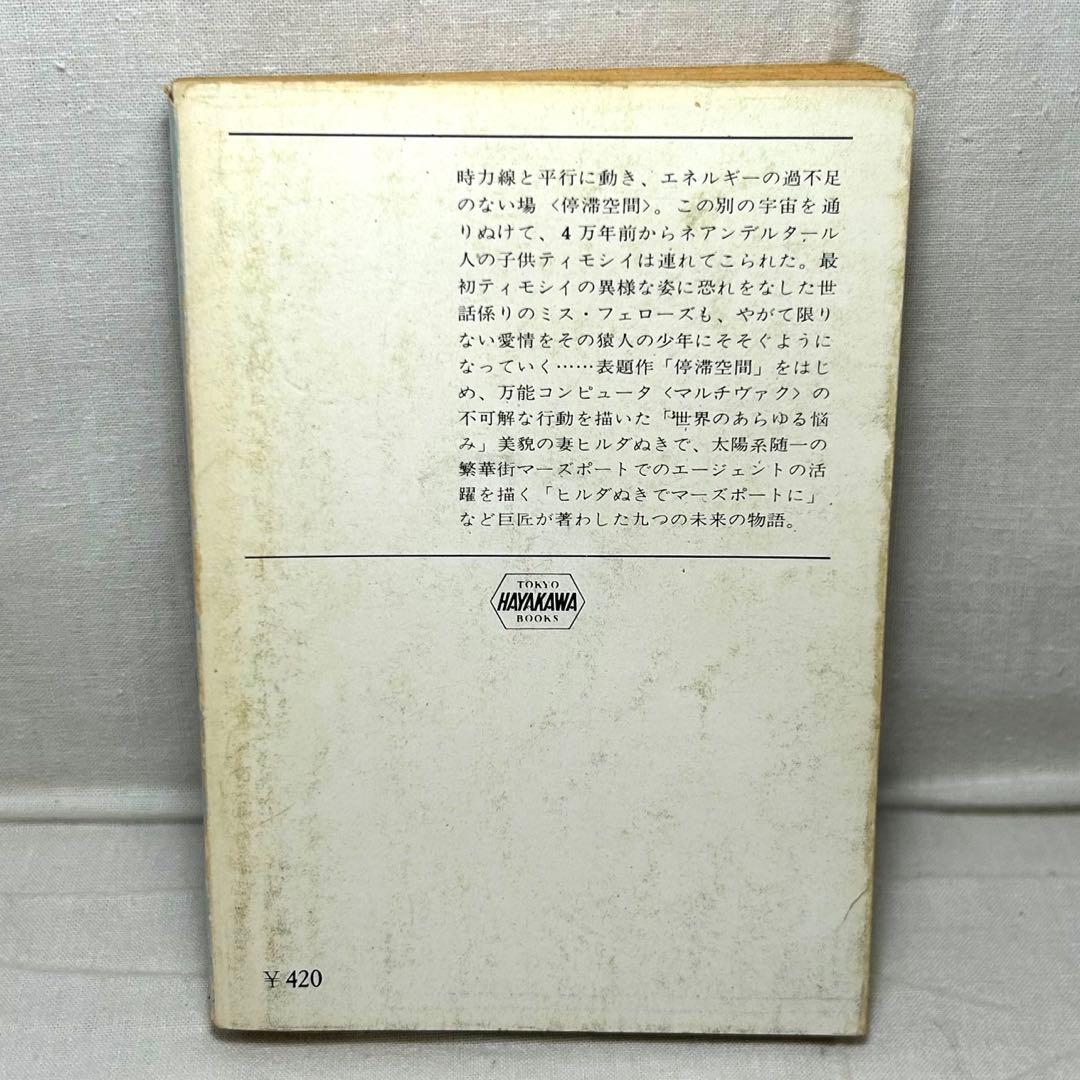 時力線と平行に動き、エネルギーの過不足
のない場〈停滞空間〉。この別の宇宙を通
りぬけて、4万年前からネアンデルタール
人の子供ティモシイは連れてこられた。最
初ティモシイの異様な姿に恐れをなした世
話係りのミス・フェローズも、やがて限り
ない愛情をその猿人の少年にそそぐように
なっていく……表題作「停滞空間」をはじ
め、万能コンピュータ〈マルチヴァク〉の
不可解な行動を描いた「世界のあらゆる悩
み」美貌の妻ヒルダぬきで、太陽系随一の
繁華街マーズポートでのエージェントの活
躍を描く「ヒルダぬきでマーズポートに」
など巨匠が著わした九つの未来の物語。
TOKYO
HAYAKAWA
BOOKS
¥420